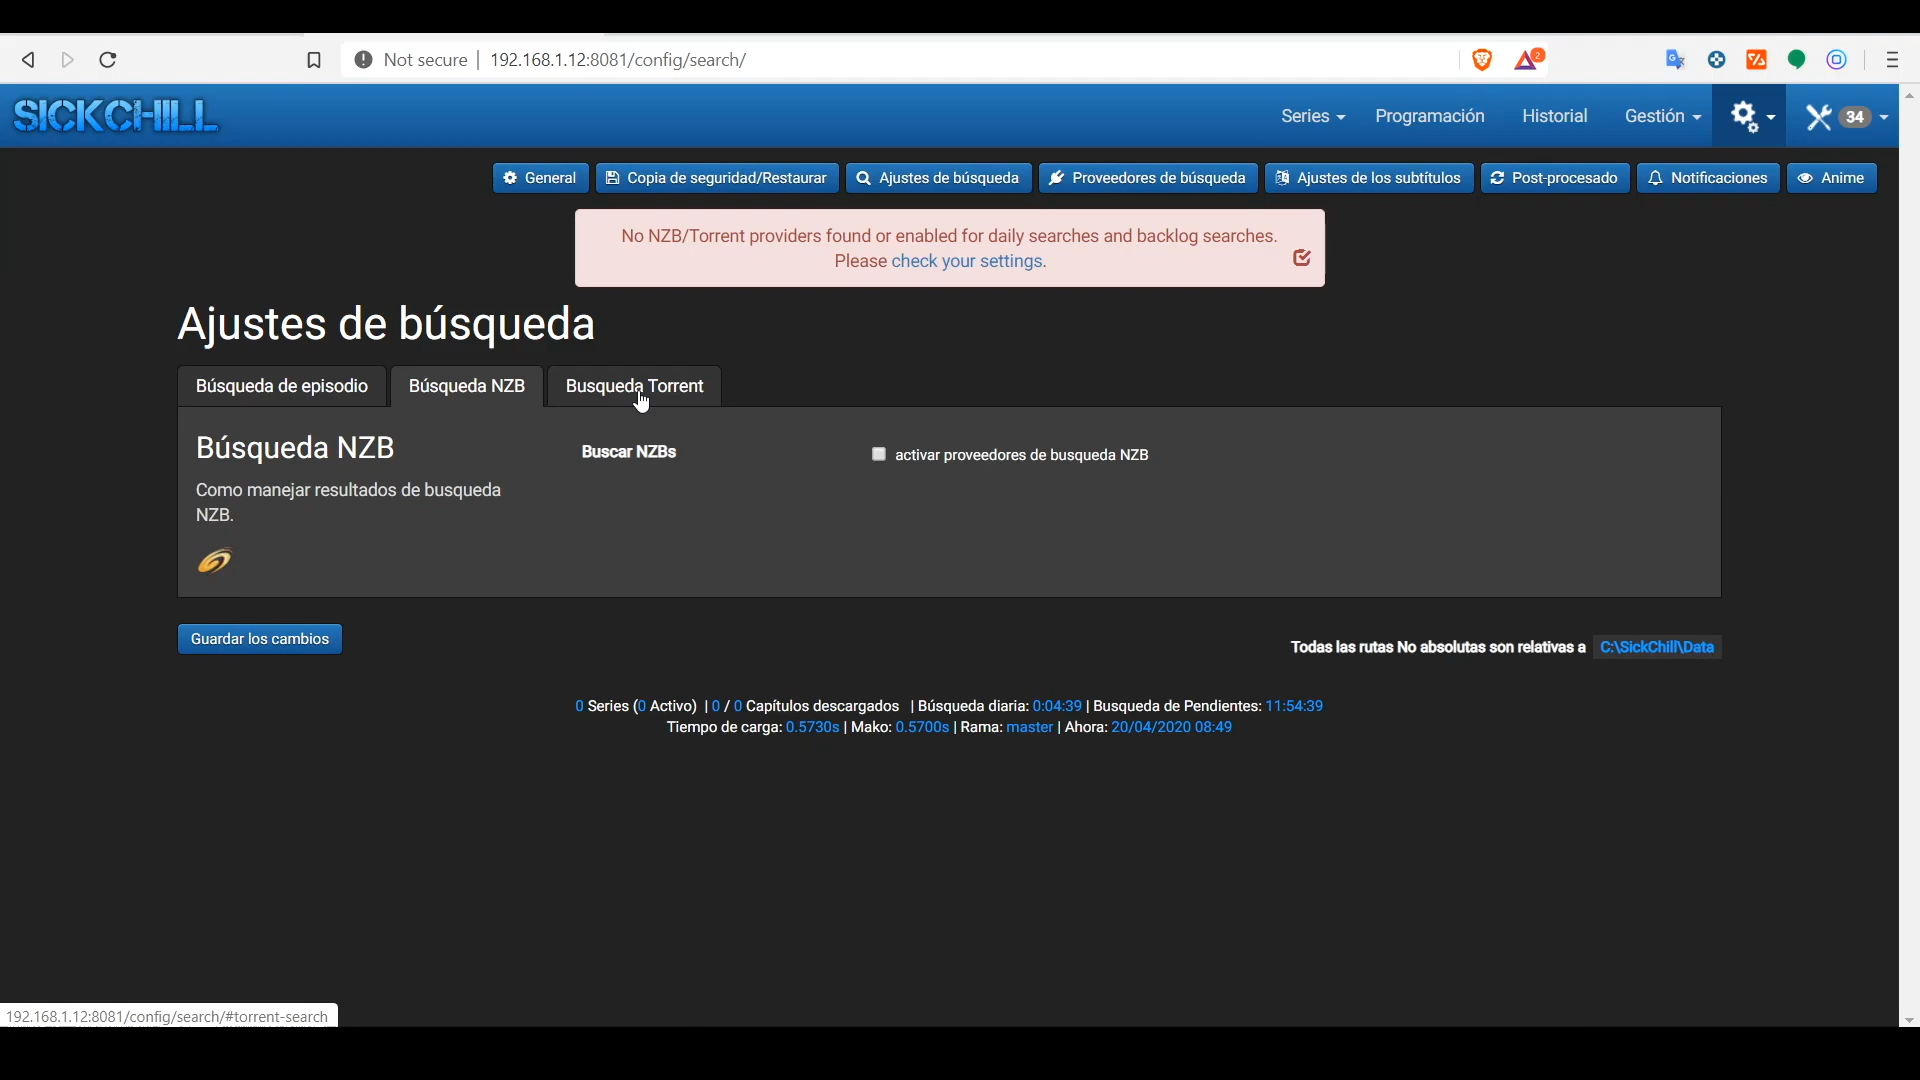 Not secure
192.168.1.12:8081/config/search/
2
SICKCHILL
Series
Programación
Historial
Gestión
34
General
Copia de seguridad/Restaurar
Ajustes de búsqueda
Proveedores de búsqueda
Ajustes de los subtítulos
Post-procesado
Notificaciones
Anime
No NZB/Torrent providers found or enabled for daily searches and backlog searches.
Please check your settings.
Ajustes de búsqueda
Búsqueda de episodio
Búsqueda NZB
Busqueda Torrent
Búsqueda NZB
Como manejar resultados de busqueda
NZB.
Buscar NZBs
activar proveedores de busqueda NZB
Guardar los cambios
Todas las rutas No absolutas son relativas a C:\SickChill\Data
0 Series (0 Activo) | 0 / 0 Capítulos descargados | Búsqueda diaria: 0:04:39 | Busqueda de Pendientes: 11:54:39
Tiempo de carga: 0.5730s | Mako: 0.5700s | Rama: master | Ahora: 20/04/2020 08:49
192.168.1.12:8081/config/search/#torrent-search